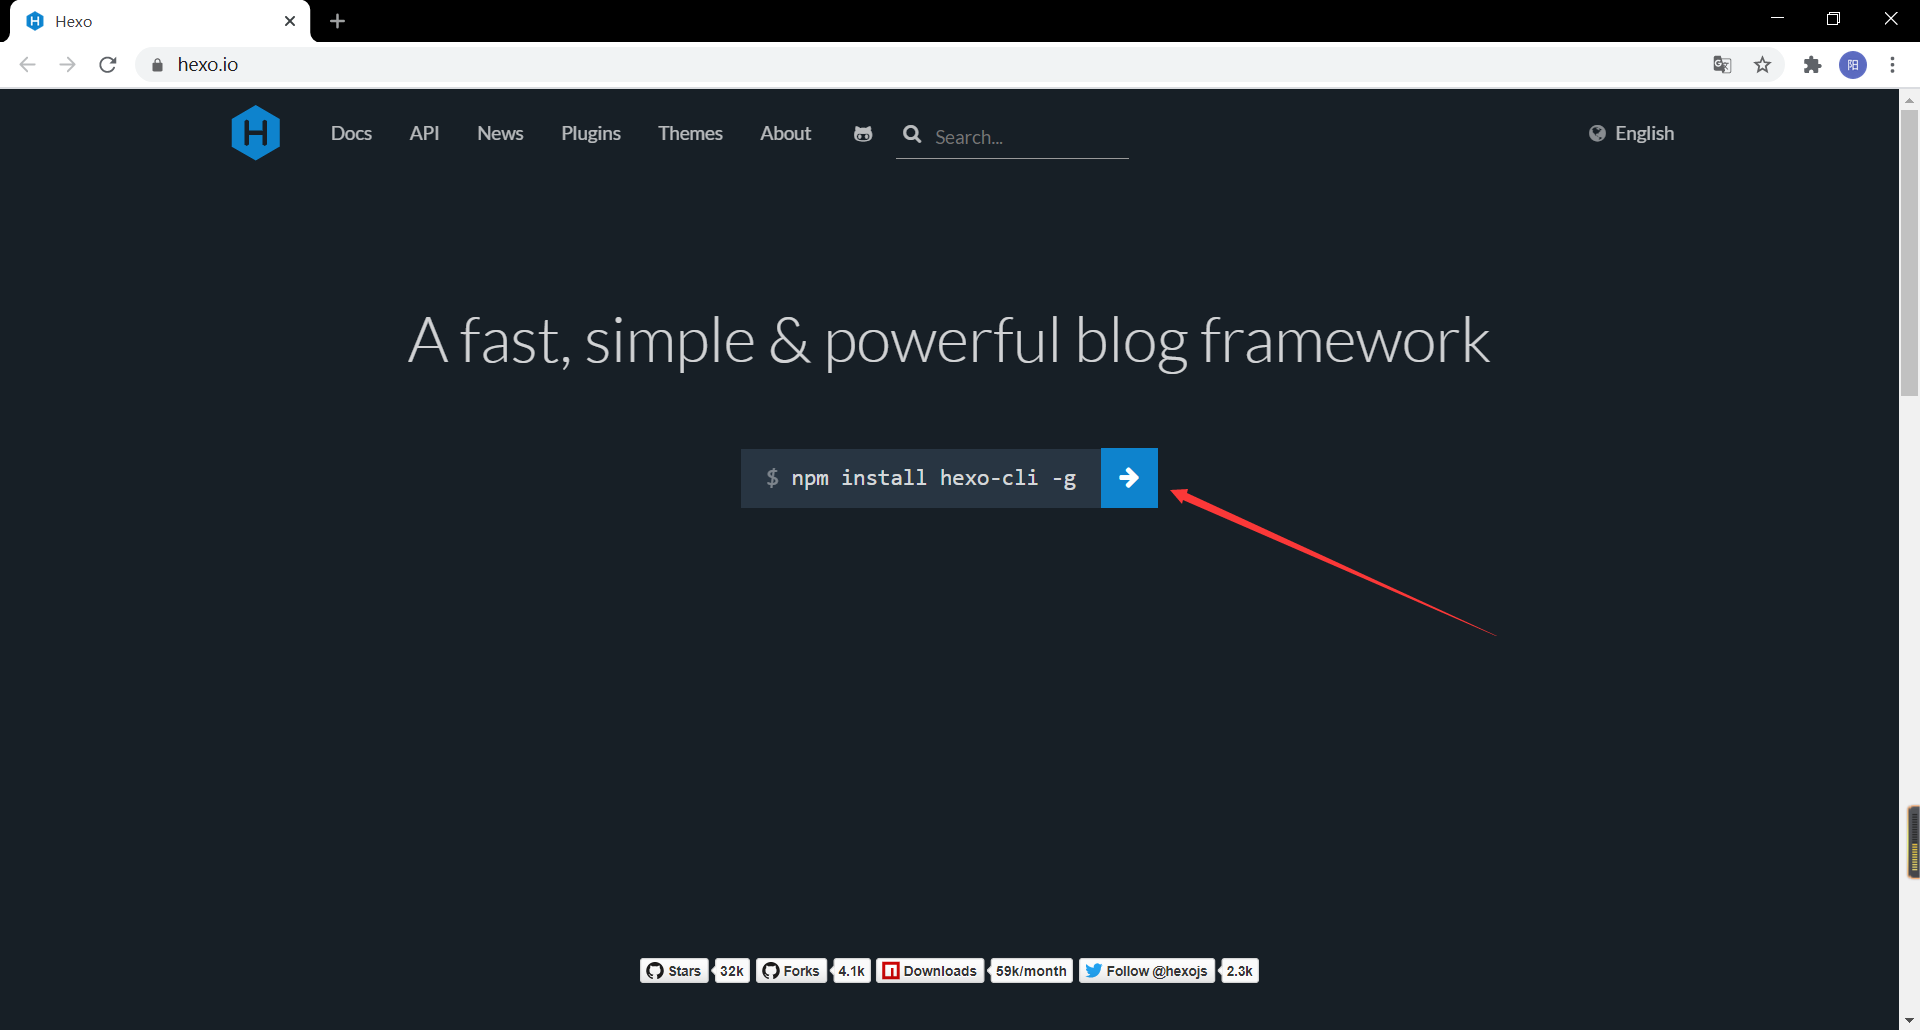 Hexo
hexo.io
阳
Docs API News Plugins Themes About Search... English
A fast, simple & powerful blog framework
$ npm install hexo-cli -g
Stars 32k Forks 4.1k Downloads 59k/month Follow @hexojs 2.3k